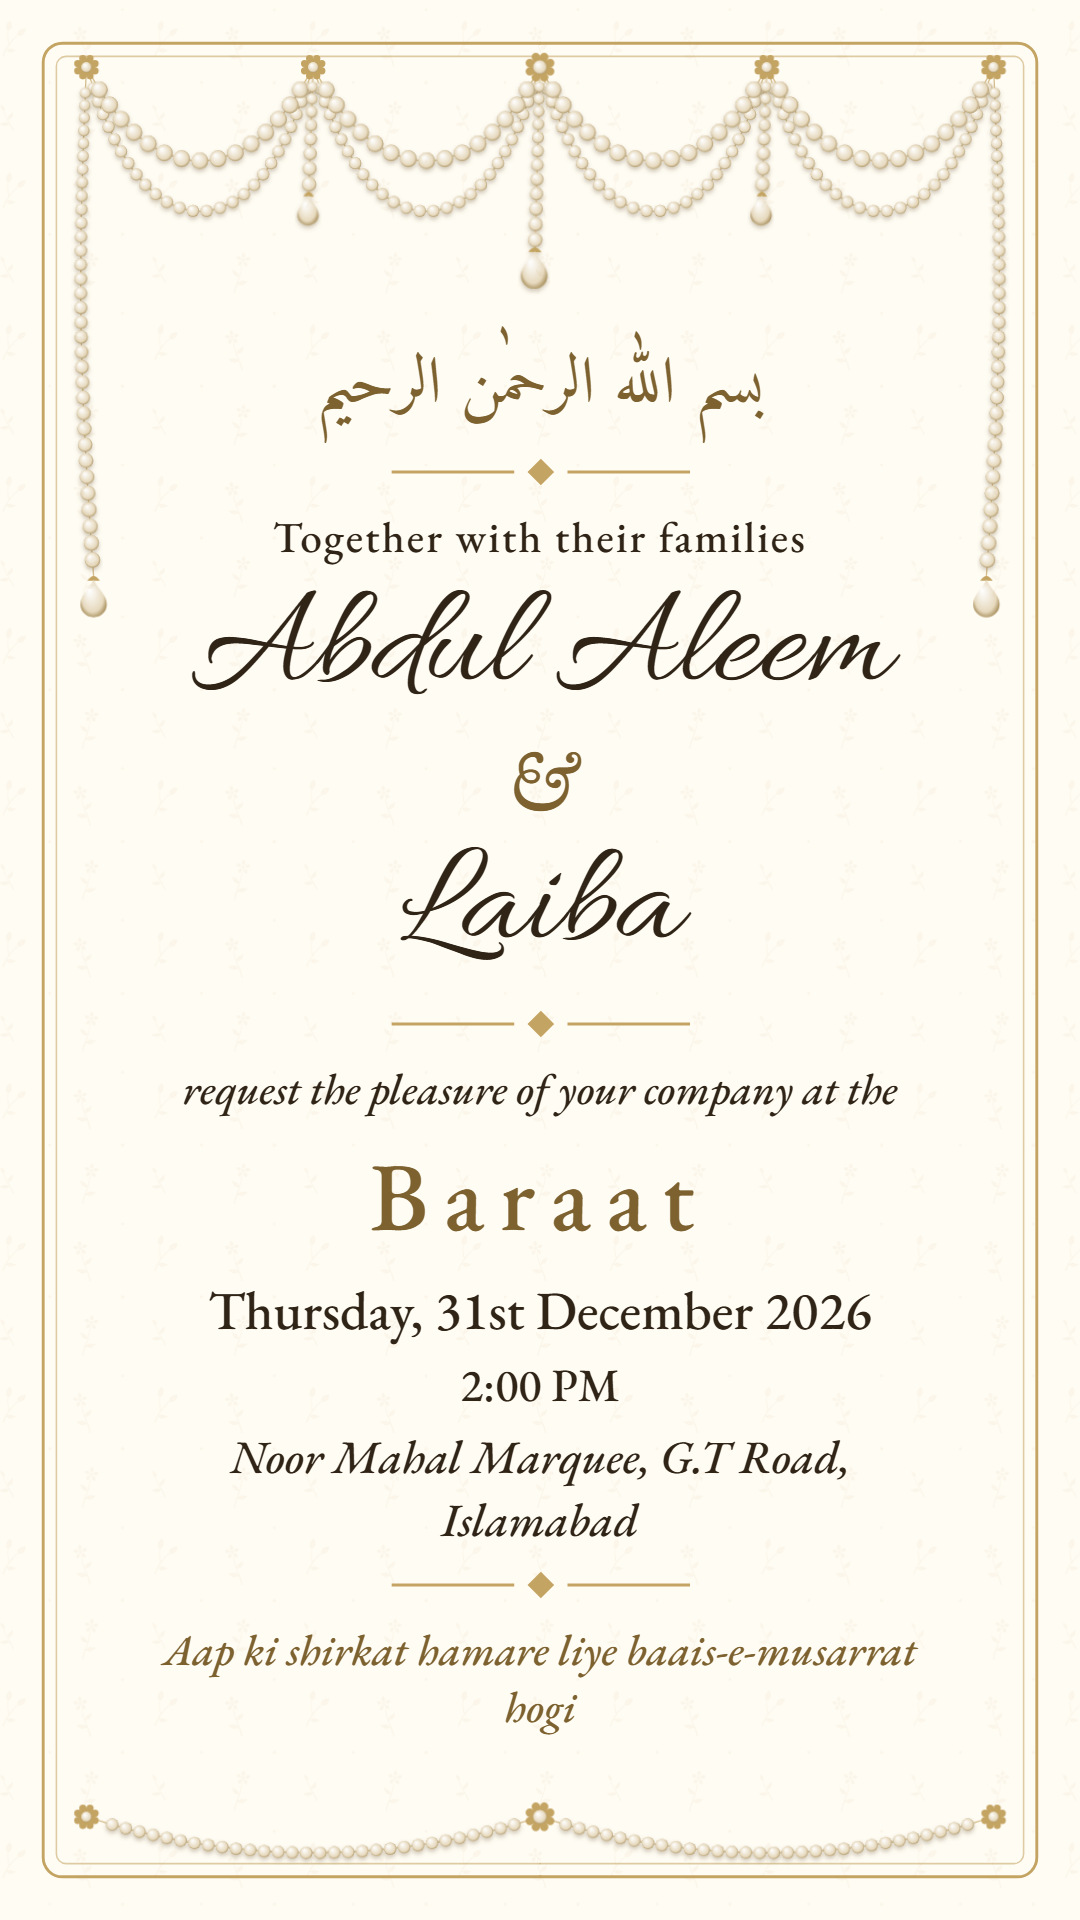 بسم الله الرحمٰن الرحيم
Together with their families
Abdul Aleem
&
Laiba
request the pleasure of your company at the
Baraat
Thursday, 31st December 2026
2:00 PM
Noor Mahal Marquee, G.T Road,
Islamabad
Aap ki shirkat hamare liye baais-e-musarrat
hogi